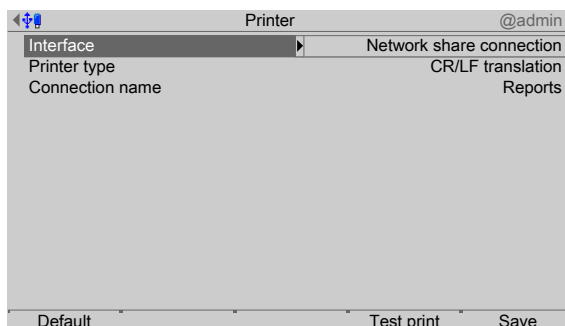 Printer @admin
Interface Network share connection
Printer type CR/LF translation
Connection name Reports
Default Test print Save